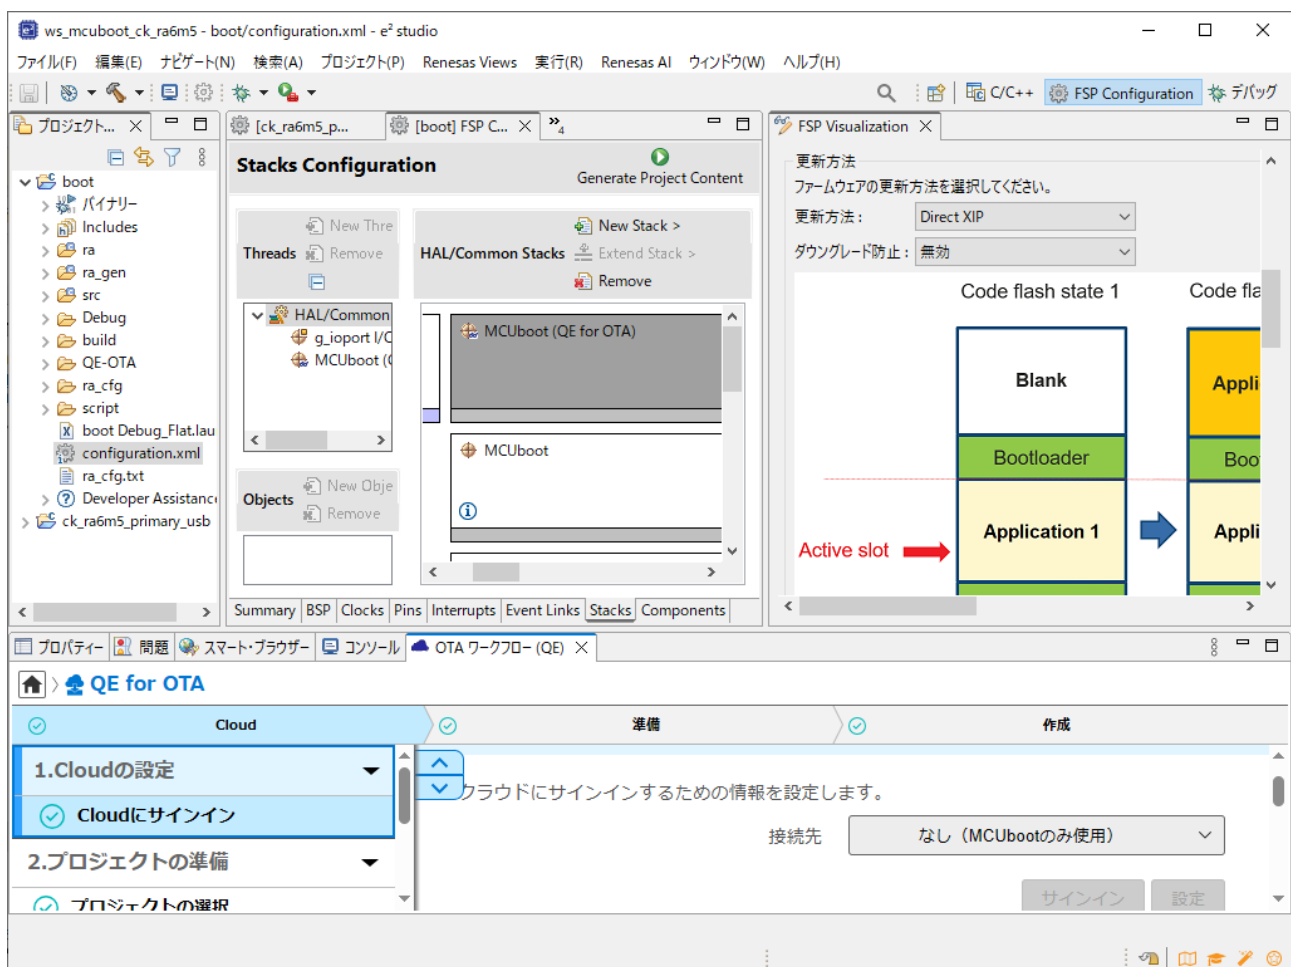 ws_mcuboot_ck_ra6m5 - boot/configuration.xml - e² studio
ファイル(F) 編集(E) ナビゲート(N) 検索(A) プロジェクト(P) Renesas Views 実行(R) Renesas AI ウィンドウ(W) ヘルプ(H)
C/C++ FSP Configuration デバッグ
プロジェクト...
boot
バイナリー
Includes
ra
ra_gen
src
Debug
build
QE-OTA
ra_cfg
script
boot Debug_Flat.lau
configuration.xml
ra_cfg.txt
Developer Assistanc
ck_ra6m5_primary_usb
[ck_ra6m5_p... [boot] FSP C... »4
Stacks Configuration
Generate Project Content
Threads
New Thre
Remove
HAL/Common Stacks
New Stack >
Extend Stack >
Remove
HAL/Common
g_ioport I/O
MCUboot (
Objects
New Obje
Remove
MCUboot (QE for OTA)
MCUboot
Summary BSP Clocks Pins Interrupts Event Links Stacks Components
FSP Visualization
更新方法
ファームウェアの更新方法を選択してください。
更新方法： Direct XIP
ダウングレード防止： 無効
Code flash state 1 Code fla
Blank
Appli
Bootloader
Boo
Application 1
Appli
Active slot
プロパティー 問題 スマート・ブラウザー コンソール OTA ワークフロー (QE)
QE for OTA
Cloud 準備 作成
1.Cloudの設定
Cloudにサインイン
2.プロジェクトの準備
プロジェクトの選択
クラウドにサインインするための情報を設定します。
接続先 なし（MCUbootのみ使用）
サインイン 設定